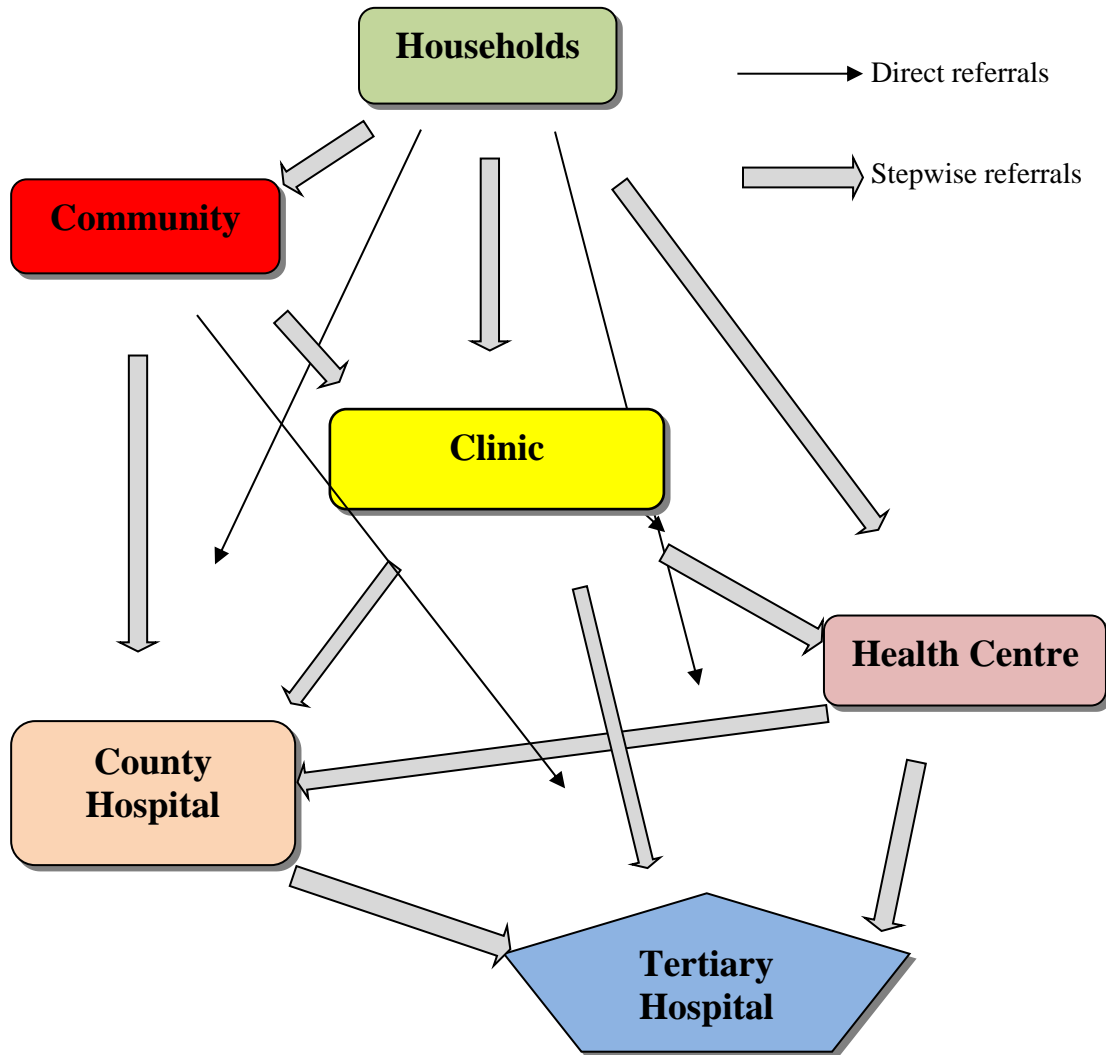 Households
Direct referrals
Stepwise referrals
Community
Clinic
Health Centre
County
Hospital
Tertiary
Hospital